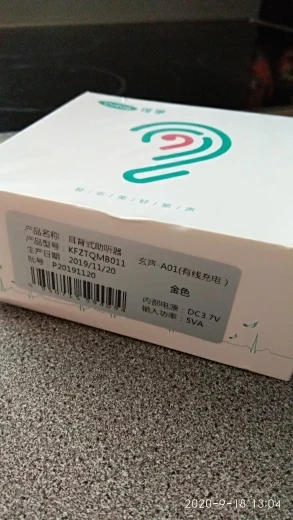 产品名称：耳背式助听器
产品型号：KFZTQMB011
生产日期 2019/11/20
批号 P20191120
玄声-A01(有线充电)
金色
内部电源：DC3.7V
输入功率：5VA
2020-9-18 13:04